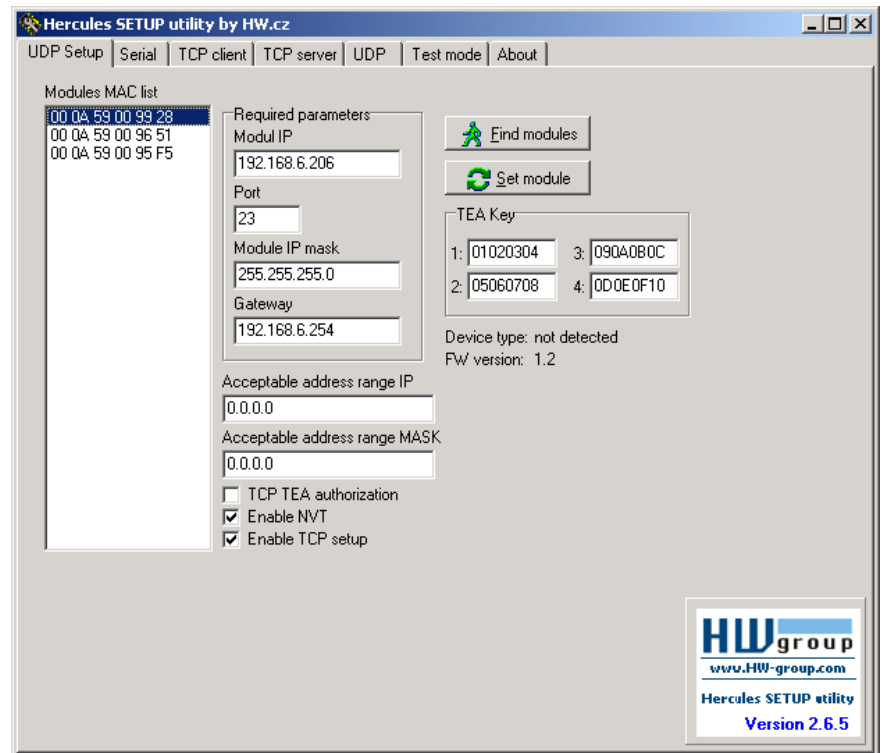 Hercules SETUP utility by HW.cz
UDP Setup Serial TCP client TCP server UDP Test mode About
Modules MAC list
00 0A 59 00 99 28
00 0A 59 00 96 51
00 0A 59 00 95 F5
Required parameters
Modul IP
192.168.6.206
Port
23
Module IP mask
255.255.255.0
Gateway
192.168.6.254
Acceptable address range IP
0.0.0.0
Acceptable address range MASK
0.0.0.0
TCP TEA authorization
Enable NVT
Enable TCP setup
Find modules
Set module
TEA Key
1: 01020304 3: 090A0B0C
2: 05060708 4: 0D0E0F10
Device type: not detected
FW version: 1.2
HWgroup
www.HW-group.com
Hercules SETUP utility
Version 2.6.5